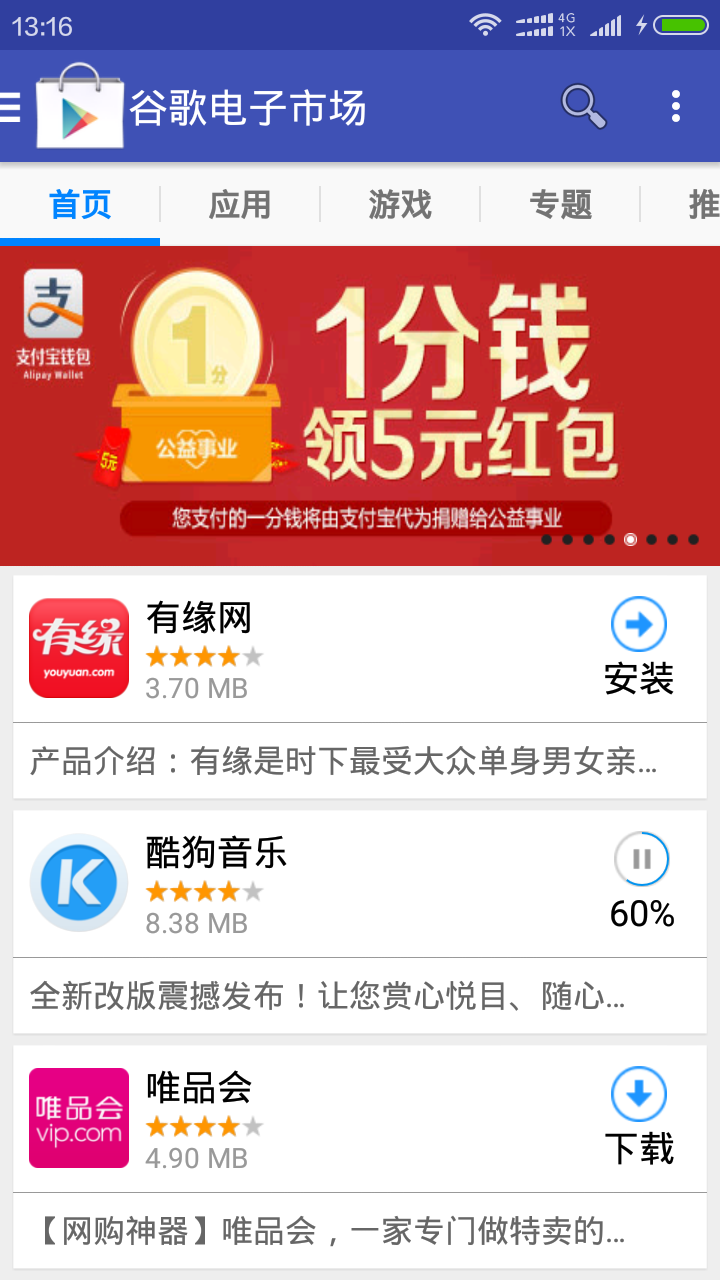 13:16
4G
1X
谷歌电子市场
首页
应用
游戏
专题
推
支
支付宝钱包
Alipay Wallet
1分
公益事业
5元
1分钱
领5元红包
您支付的一分钱将由支付宝代为捐赠给公益事业
有缘
youyuan.com
有缘网
3.70 MB
安装
产品介绍：有缘是时下最受大众单身男女亲...
K
酷狗音乐
8.38 MB
60%
全新改版震撼发布！让您赏心悦目、随心...
唯品会
vip.com
唯品会
4.90 MB
下载
【网购神器】唯品会，一家专门做特卖的...